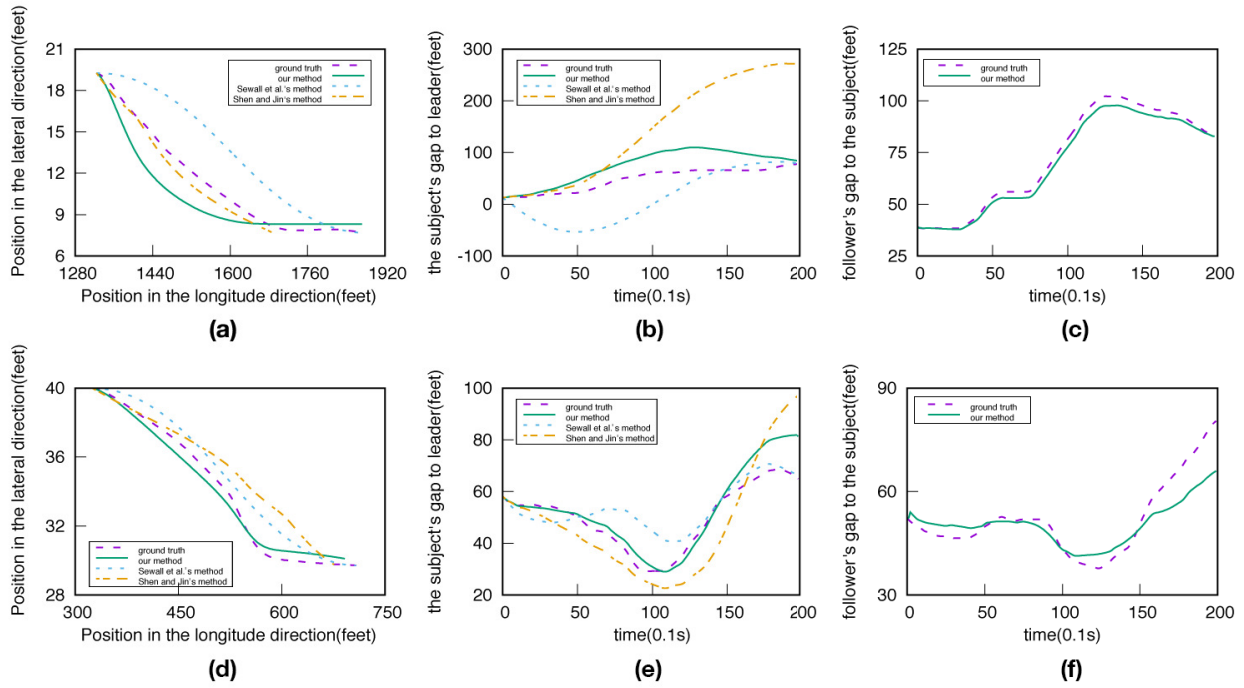 21
18
15
12
9
6
1280
1440
1600
1760
1920
Position in the lateral direction(feet)
Position in the longitude direction(feet)
ground truth
our method
Sewall et al.'s method
Shen and Jin's method
(a)
300
200
100
0
-100
0
50
100
150
200
the subject's gap to leader(feet)
time(0.1s)
ground truth
our method
Sewall et al.'s method
Shen and Jin's method
(b)
125
100
75
50
25
0
50
100
150
200
follower's gap to the subject(feet)
time(0.1s)
ground truth
our method
(c)
40
36
32
28
300
450
600
750
Position in the lateral direction(feet)
Position in the longitude direction(feet)
ground truth
our method
Sewall et al.'s method
Shen and Jin's method
(d)
100
80
60
40
20
0
50
100
150
200
the subject's gap to leader(feet)
time(0.1s)
ground truth
our method
Sewall et al.'s method
Shen and Jin's method
(e)
90
60
30
0
50
100
150
200
follower's gap to the subject(feet)
time(0.1s)
ground truth
our method
(f)